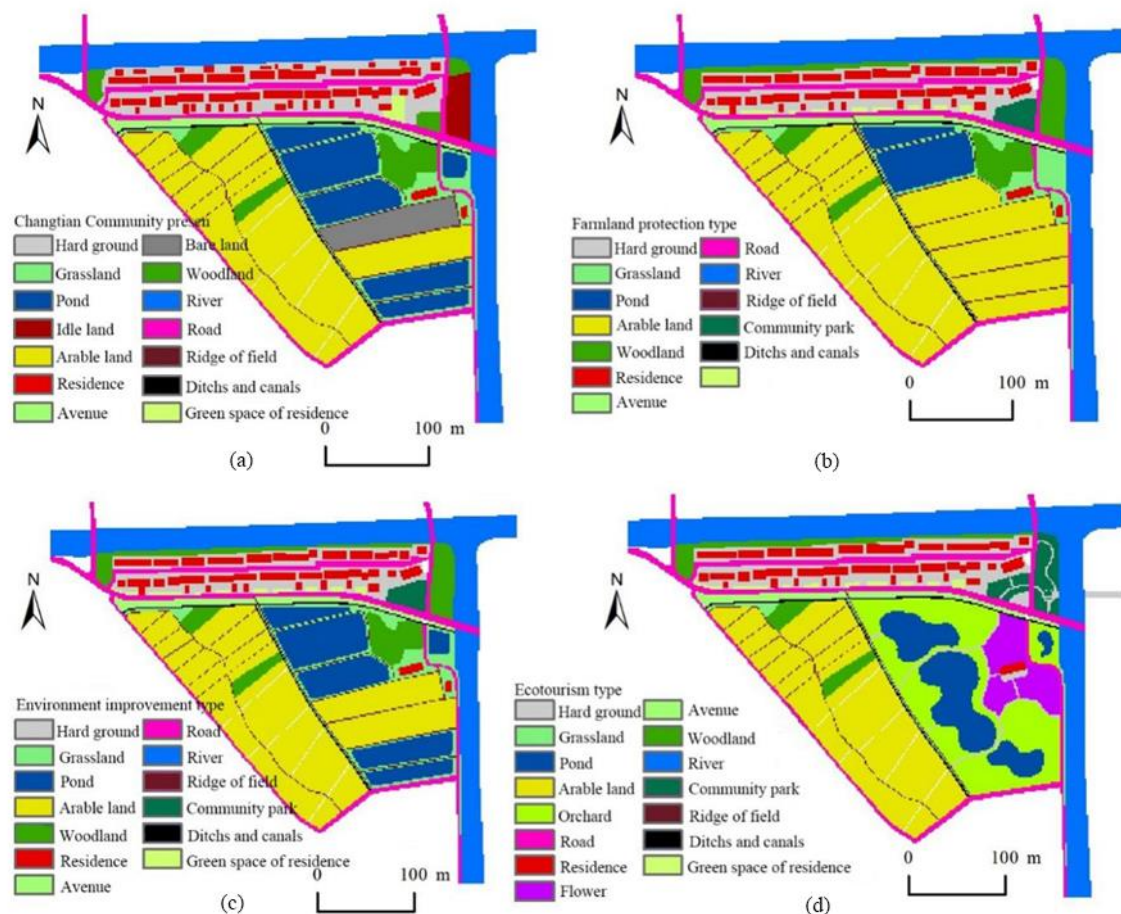 N
Changtian Community presen
Hard ground Bare land
Grassland Woodland
Pond River
Idle land Road
Arable land Ridge of field
Residence Ditchs and canals
Avenue Green space of residence
0 100 m
(a)
N
Farmland protection type
Hard ground Road
Grassland River
Pond Ridge of field
Arable land Community park
Woodland Ditchs and canals
Residence
Avenue
0 100 m
(b)
N
Environment improvement type
Hard ground Road
Grassland River
Pond Ridge of field
Arable land Community park
Woodland Ditchs and canals
Residence Green space of residence
Avenue
0 100 m
(c)
N
Ecotourism type
Hard ground Avenue
Grassland Woodland
Pond River
Arable land Community park
Orchard Ridge of field
Road Ditchs and canals
Residence Green space of residence
Flower
0 100 m
(d)